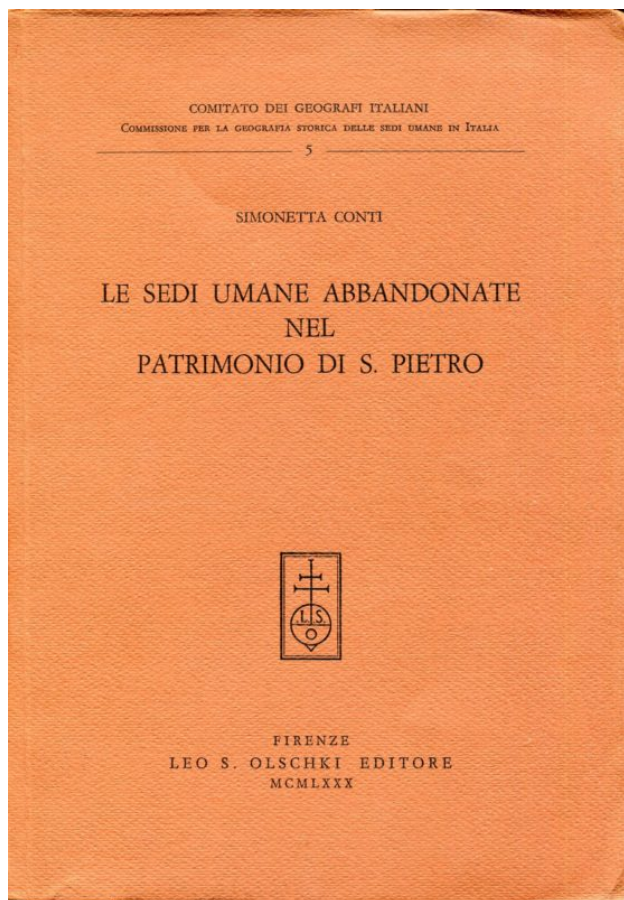 COMITATO DEI GEOGRAFI ITALIANI
COMMISSIONE PER LA GEOGRAFIA STORICA DELLE SEDI UMANE IN ITALIA
5
SIMONETTA CONTI
LE SEDI UMANE ABBANDONATE
NEL
PATRIMONIO DI S. PIETRO
L. S.
O
FIRENZE
LEO S. OLSCHKI EDITORE
MCMLXXX